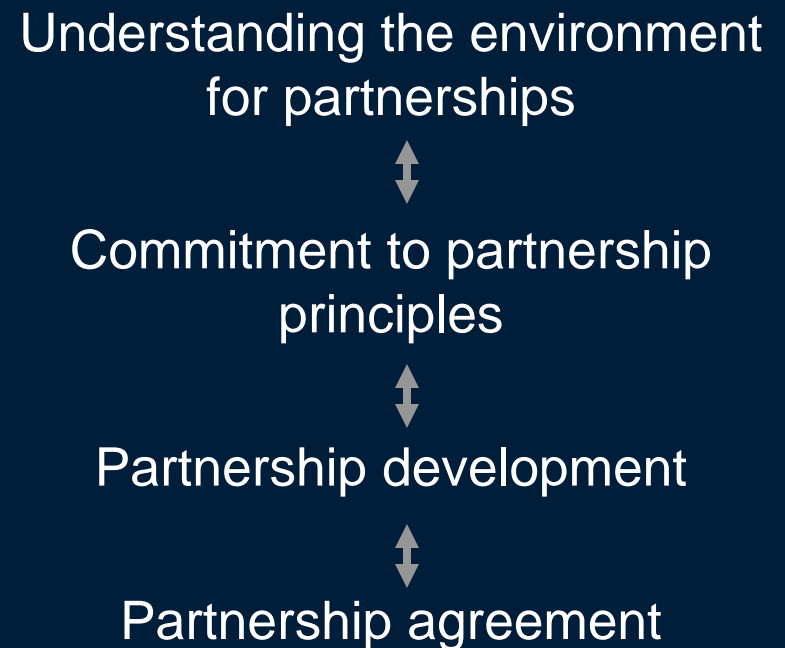 Understanding the environment
for partnerships
Commitment to partnership
principles
Partnership development
Partnership agreement